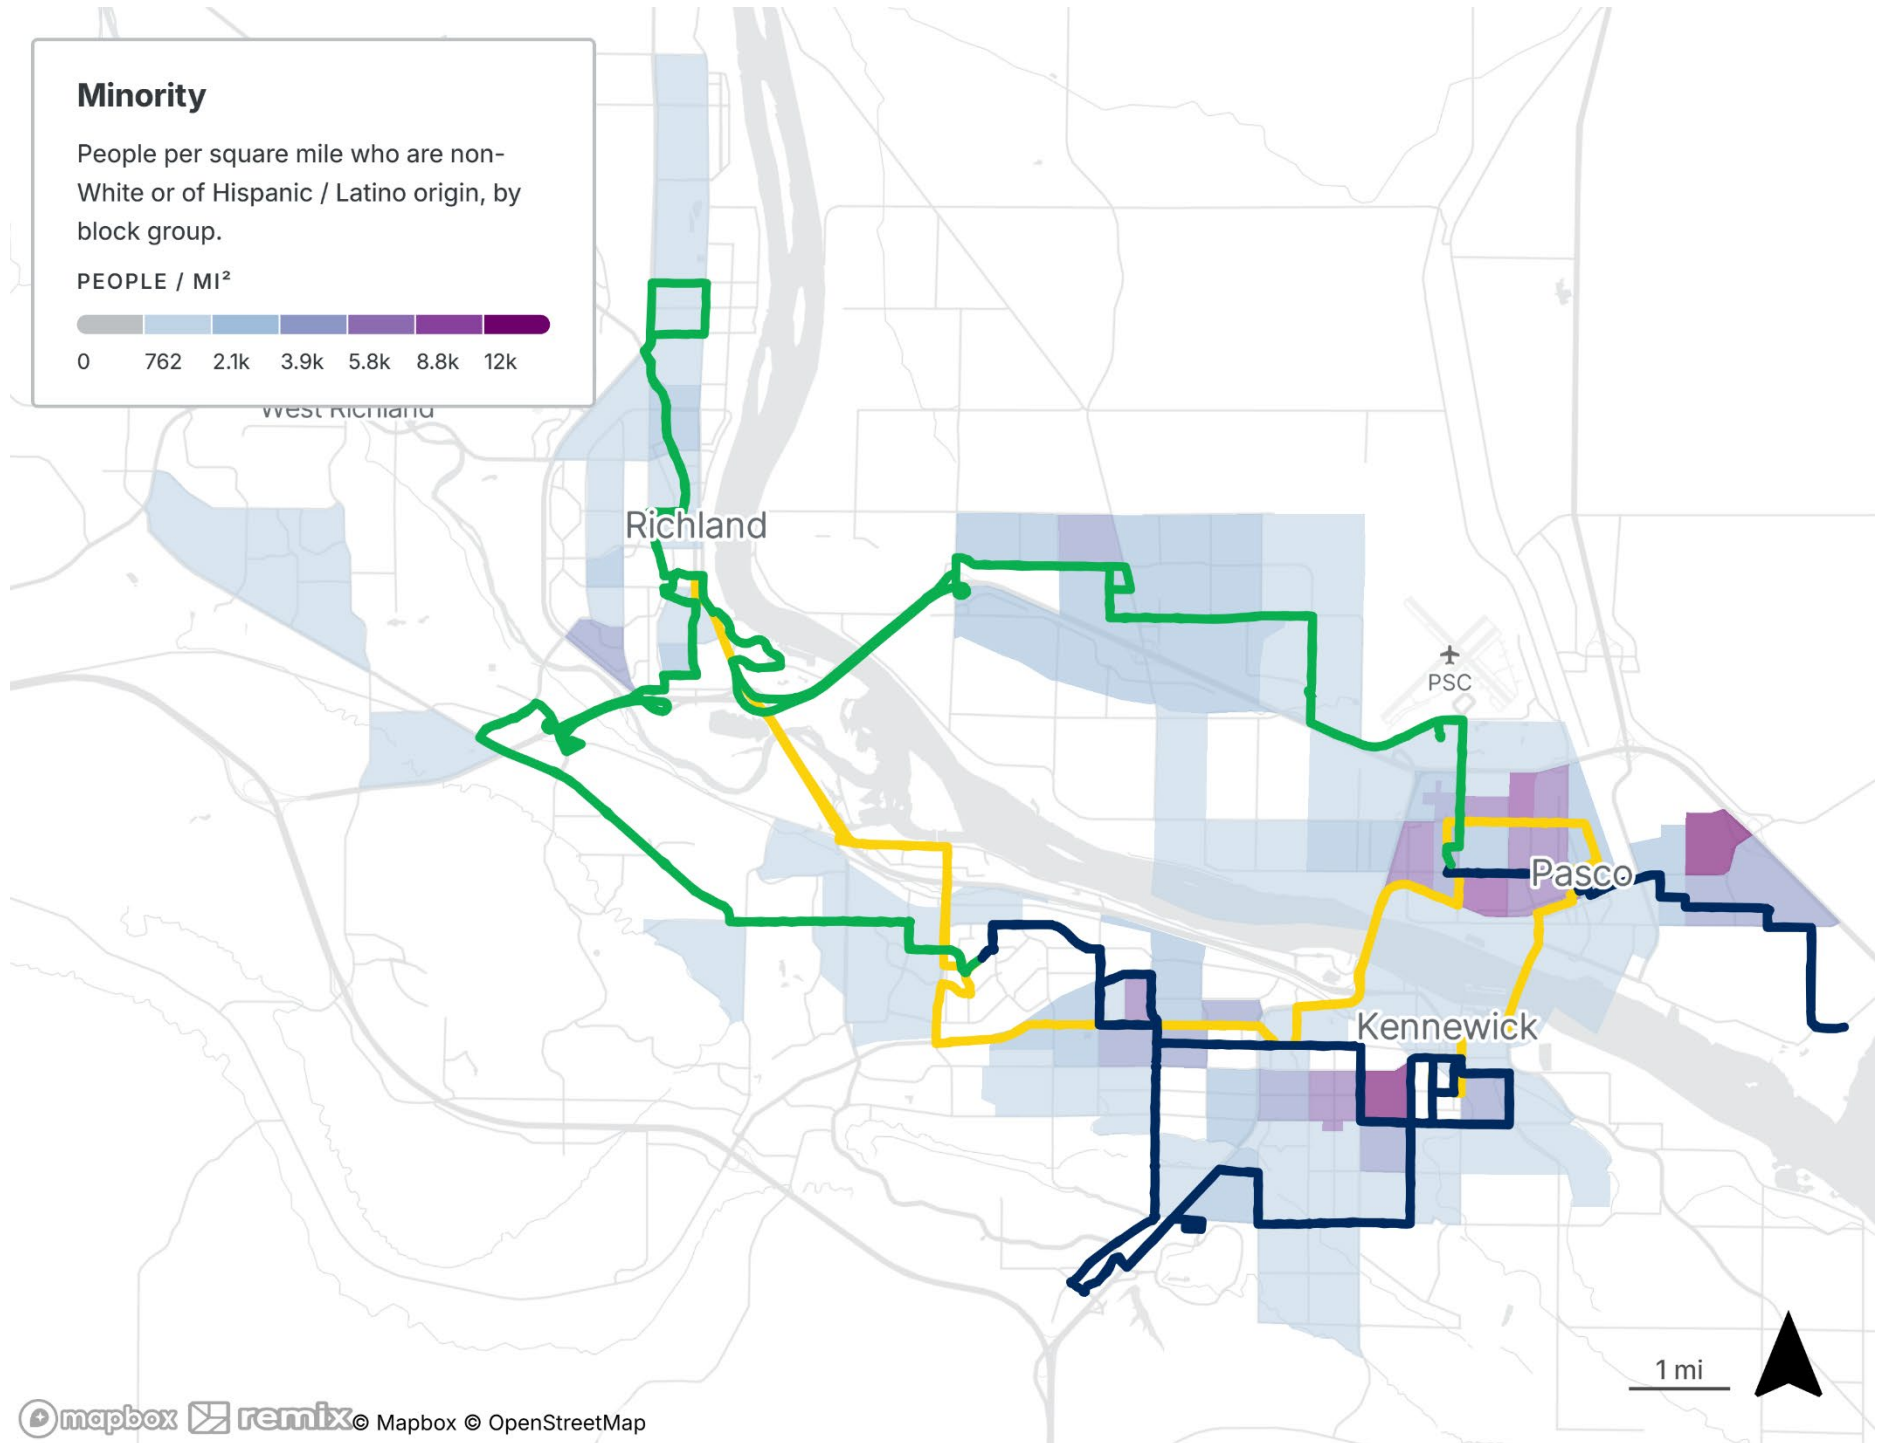 Minority
People per square mile who are non-
White or of Hispanic / Latino origin, by
block group.
PEOPLE / MI²
0 762 2.1k 3.9k 5.8k 8.8k 12k
West Richland
Richland
PSC
Pasco
Kennewick
1 mi
mapbox remix © Mapbox © OpenStreetMap